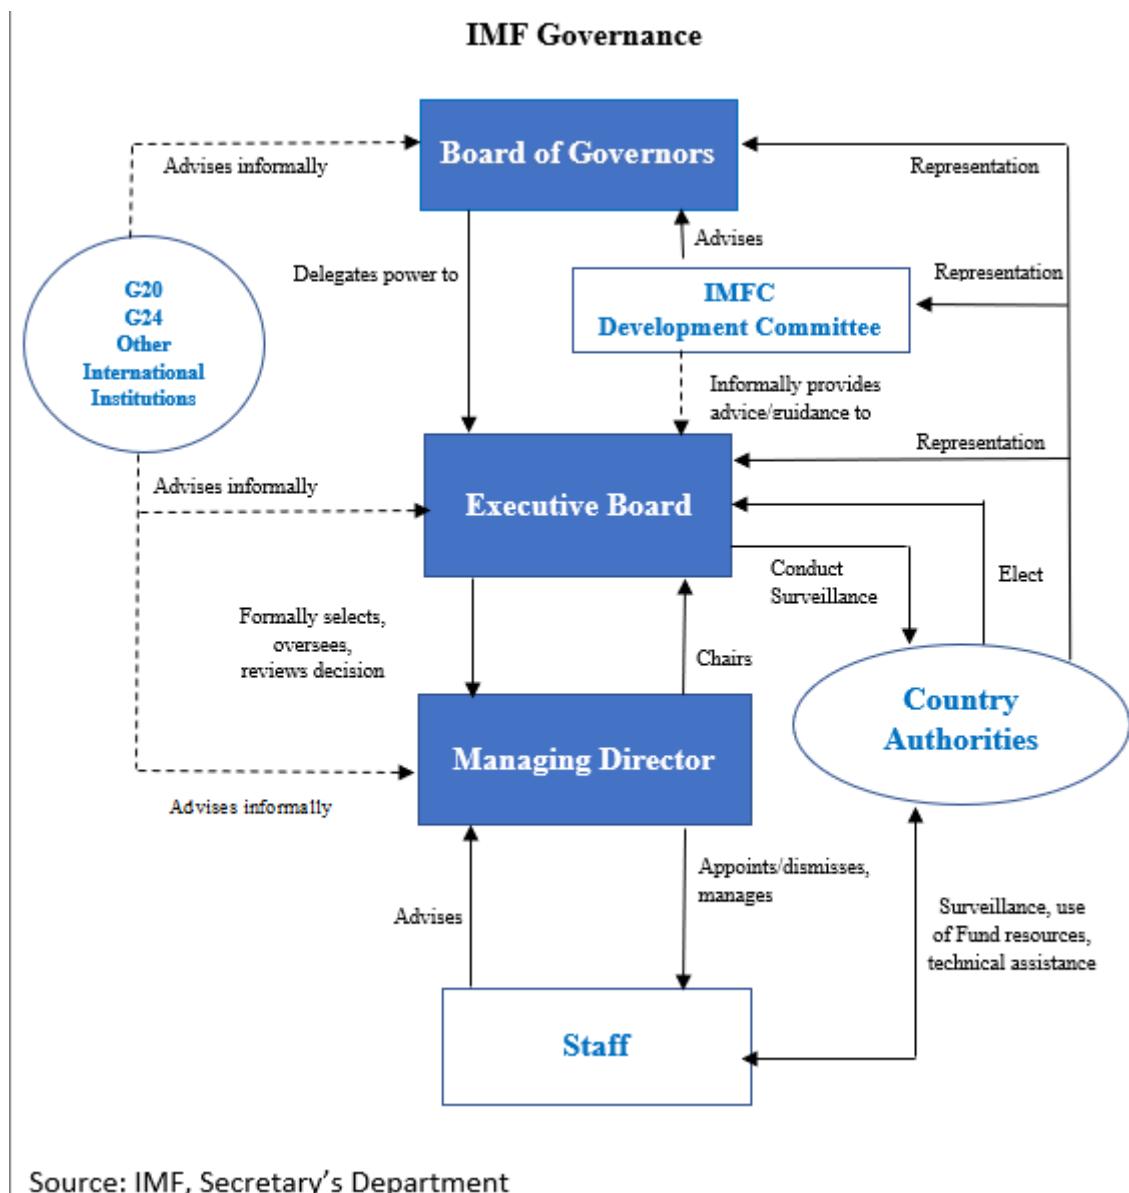 IMF Governance
Board of Governors
Advises informally
Representation
Advises
Delegates power to
G20
G24
Other
International
Institutions
IMFC
Development Committee
Representation
Informally provides
advice/guidance to
Representation
Advises informally
Executive Board
Conduct
Surveillance
Elect
Formally selects,
oversees,
reviews decision
Chairs
Country
Authorities
Managing Director
Advises informally
Appoints/dismisses,
manages
Advises
Surveillance, use
of Fund resources,
technical assistance
Staff
Source: IMF, Secretary's Department